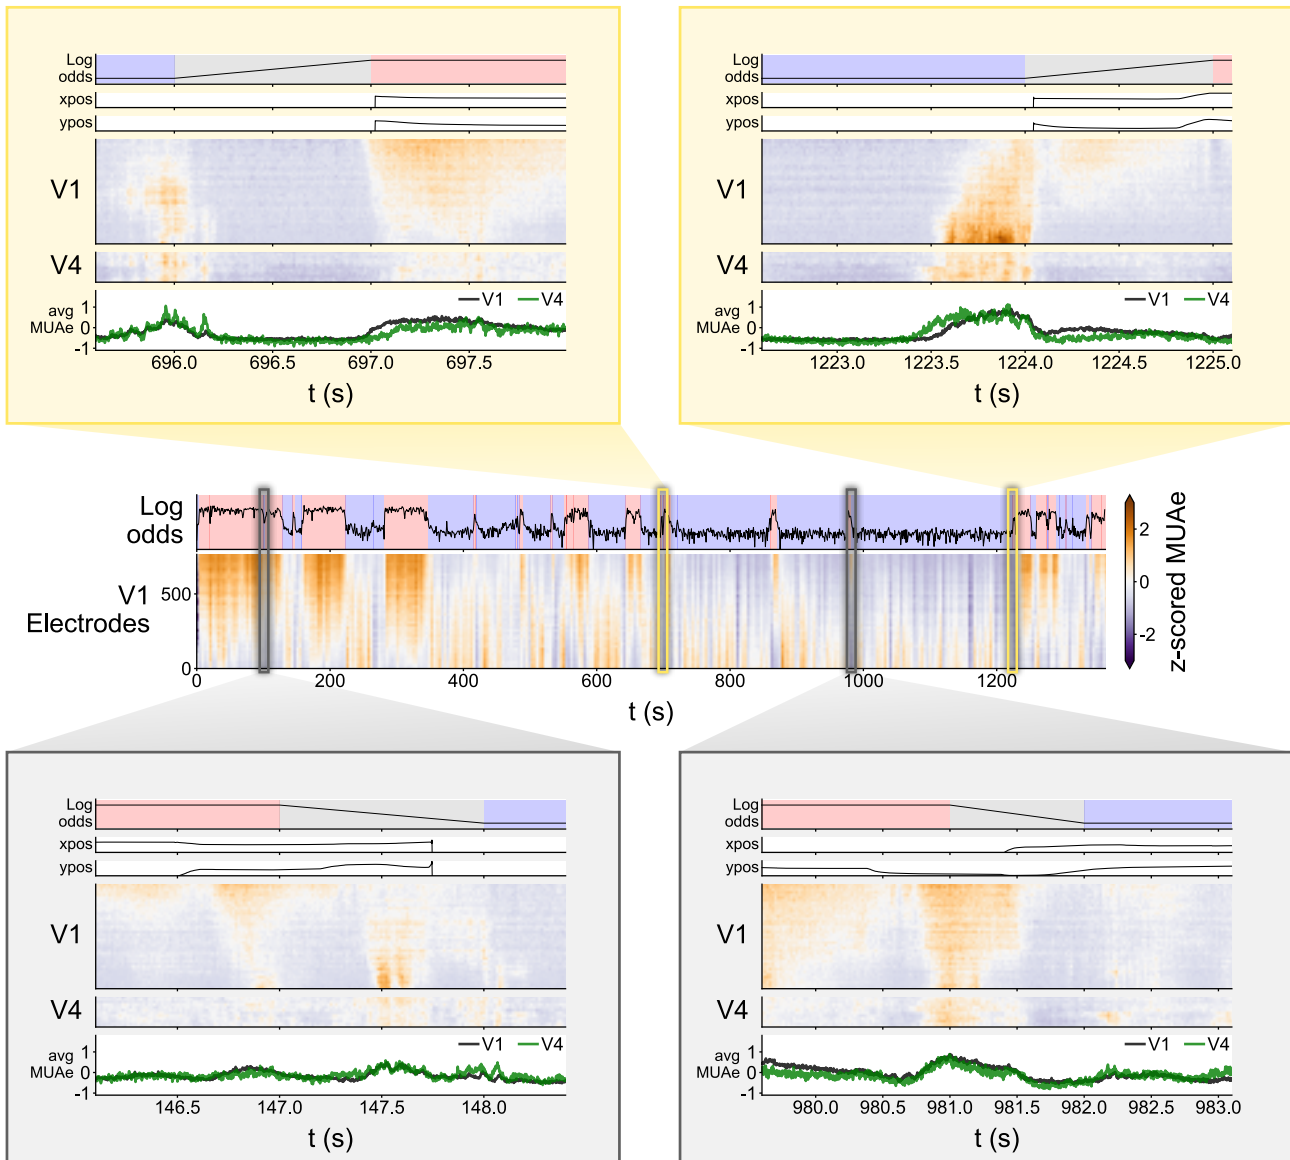 Log
odds
xpos
ypos
V1
V4
V1 V4
avg
MUAe
1
0
-1
696.0 696.5 697.0 697.5
t (s)
Log
odds
xpos
ypos
V1
V4
V1 V4
avg
MUAe
1
0
-1
1223.0 1223.5 1224.0 1224.5 1225.0
t (s)
Log
odds
V1
Electrodes
500
0
0 200 400 600 800 1000 1200
t (s)
2
0
-2
z-scored MUAe
Log
odds
xpos
ypos
V1
V4
V1 V4
avg
MUAe
1
0
-1
146.5 147.0 147.5 148.0
t (s)
Log
odds
xpos
ypos
V1
V4
V1 V4
avg
MUAe
1
0
-1
980.0 980.5 981.0 981.5 982.0 982.5 983.0
t (s)